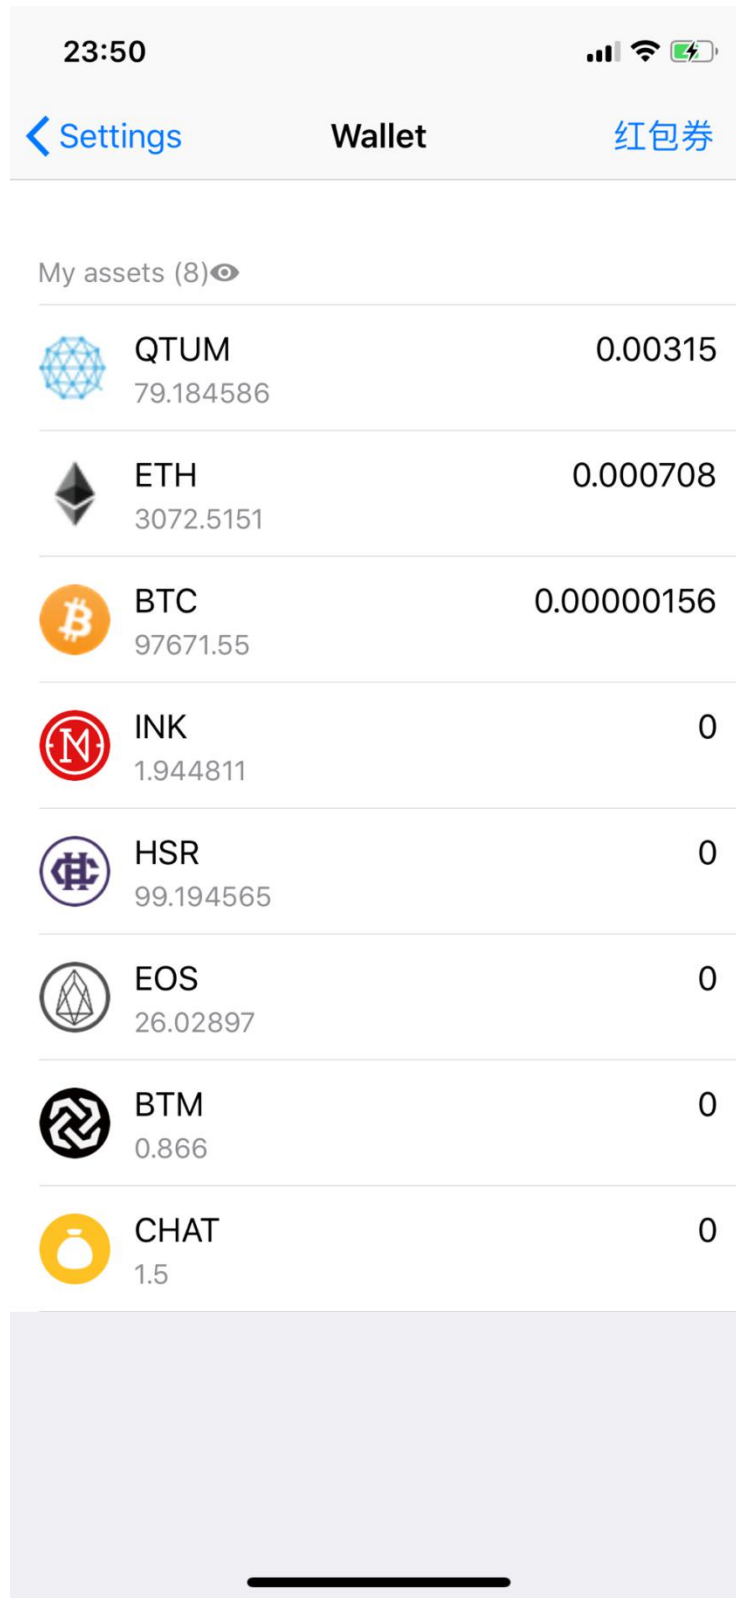 23:50
Settings Wallet 红包券
My assets (8)
QTUM 0.00315
79.184586
ETH 0.000708
3072.5151
BTC 0.00000156
97671.55
INK 0
1.944811
HSR 0
99.194565
EOS 0
26.02897
BTM 0
0.866
CHAT 0
1.5